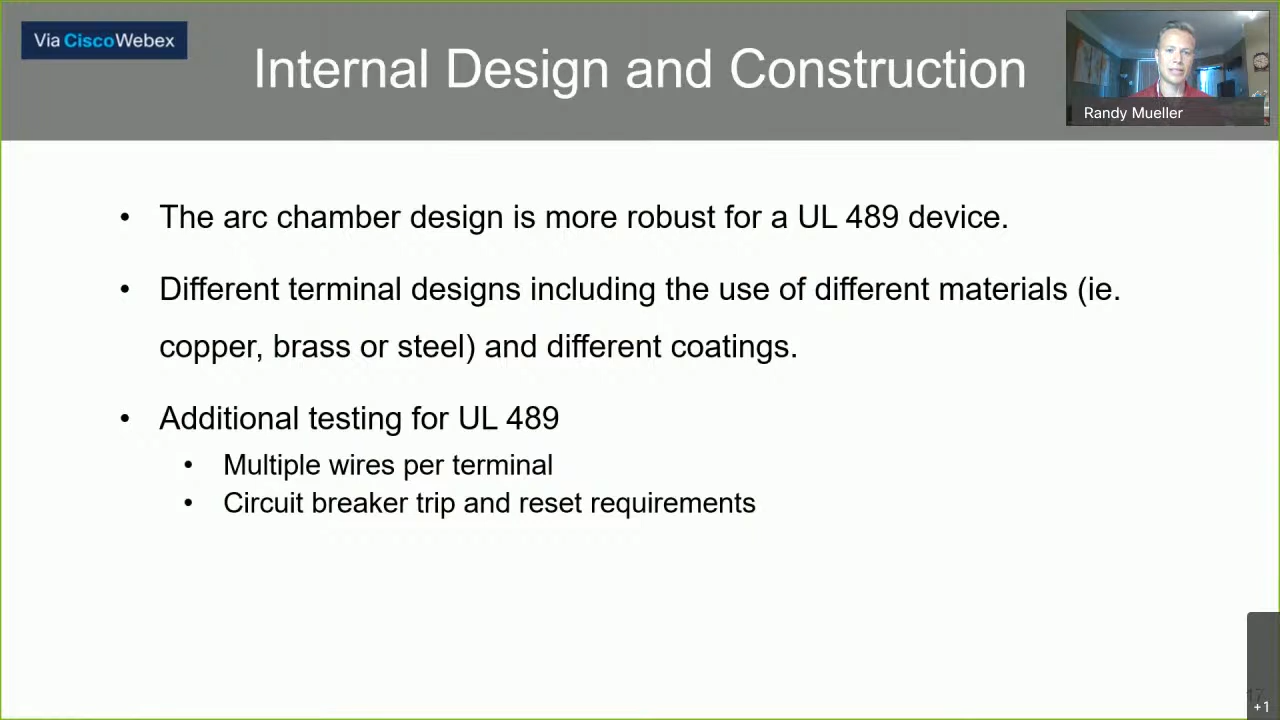 Via CiscoWebex
Internal Design and Construction
Randy Mueller
• The arc chamber design is more robust for a UL 489 device.
• Different terminal designs including the use of different materials (ie.
copper, brass or steel) and different coatings.
• Additional testing for UL 489
• Multiple wires per terminal
• Circuit breaker trip and reset requirements
17
+1